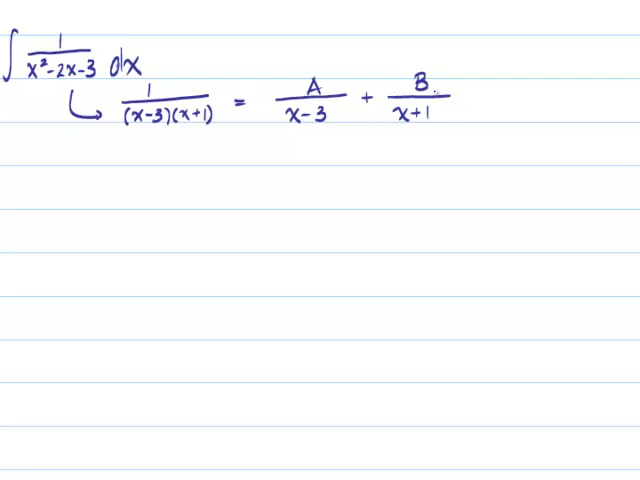 ∫ 1/(x²-2x-3) dx
↳ 1/((x-3)(x+1)) = A/(x-3) + B/(x+1)